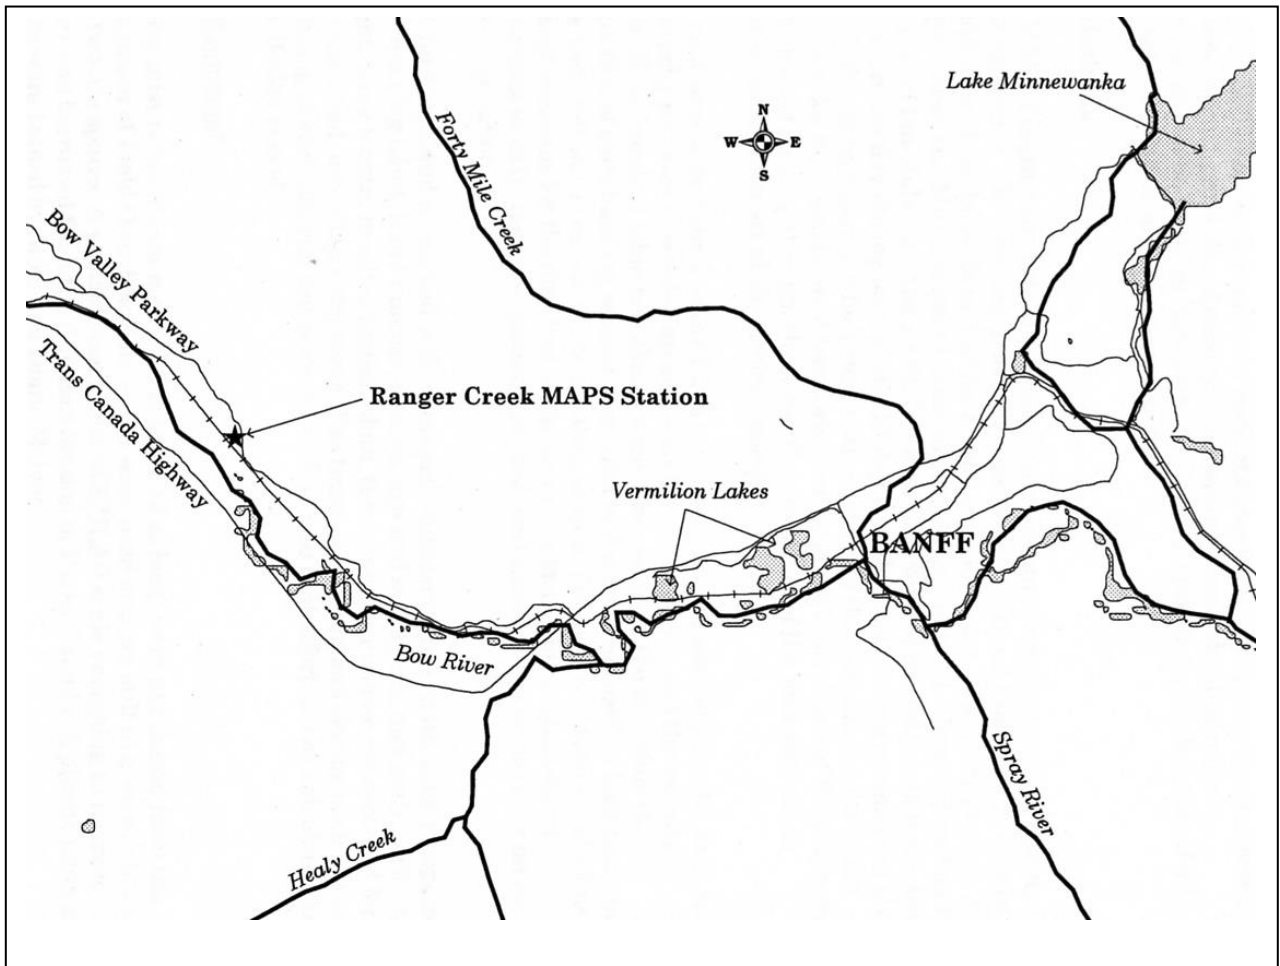 Lake Minnewanka
N
W E
S
Forty Mile Creek
Bow Valley Parkway
Trans Canada Highway
Ranger Creek MAPS Station
Vermilion Lakes
BANFF
Bow River
Spray River
Healy Creek